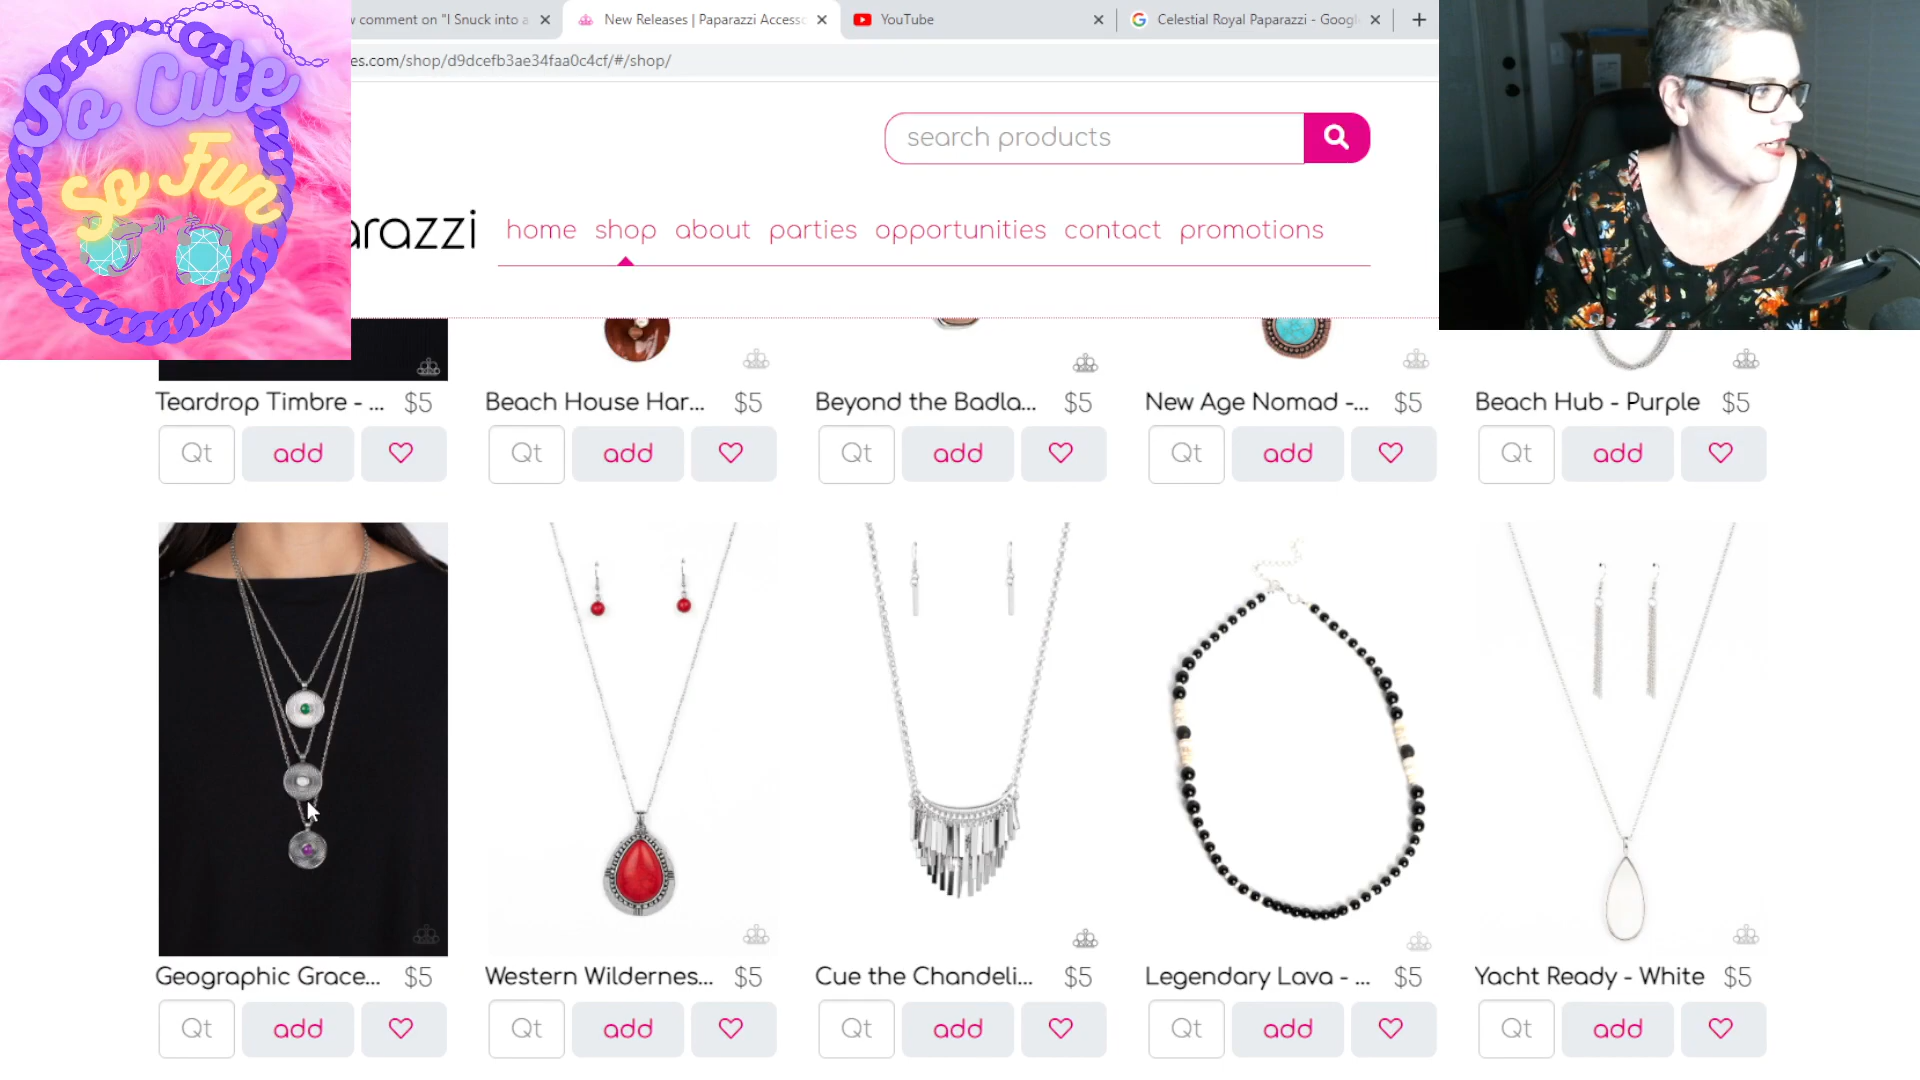 So Cute
So Fun
w comment on "I Snuck into a
New Releases | Paparazzi Accesso
YouTube
Celestial Royal Paparazzi - Googl
es.com/shop/d9dcefb3ae34faa0c4cf/#/shop/
search products
arazzi
home shop about parties opportunities contact promotions
Teardrop Timbre - ... $5
Beach House Har... $5
Beyond the Badla... $5
New Age Nomad -... $5
Beach Hub - Purple $5
Qt add
Qt add
Qt add
Qt add
Qt add
Geographic Grace... $5
Western Wildernes... $5
Cue the Chandeli... $5
Legendary Lava - ... $5
Yacht Ready - White $5
Qt add
Qt add
Qt add
Qt add
Qt add